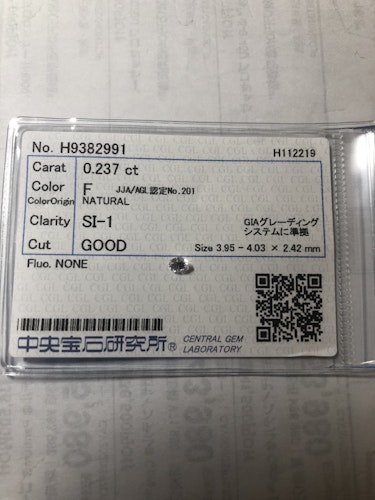 No. H9382991
H112219
Carat 0.237 ct
Color F JJA/AGL認定No.201
ColorOrigin NATURAL
Clarity SI-1
GIAグレーディング
システムに準拠
Cut GOOD
Size 3.95 - 4.03 × 2.42 mm
Fluo. NONE
中央宝石研究所®
CENTRAL GEM
LABORATORY